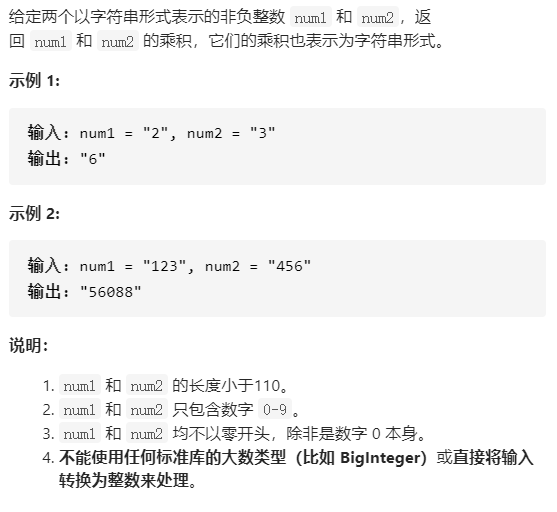 给定两个以字符串形式表示的非负整数 num1 和 num2，返
回 num1 和 num2 的乘积，它们的乘积也表示为字符串形式。
示例 1:
输入: num1 = "2", num2 = "3"
输出: "6"
示例 2:
输入: num1 = "123", num2 = "456"
输出: "56088"
说明：
1. num1 和 num2 的长度小于110。
2. num1 和 num2 只包含数字 0-9。
3. num1 和 num2 均不以零开头，除非是数字 0 本身。
4. 不能使用任何标准库的大数类型（比如 BigInteger）或直接将输入
转换为整数来处理。